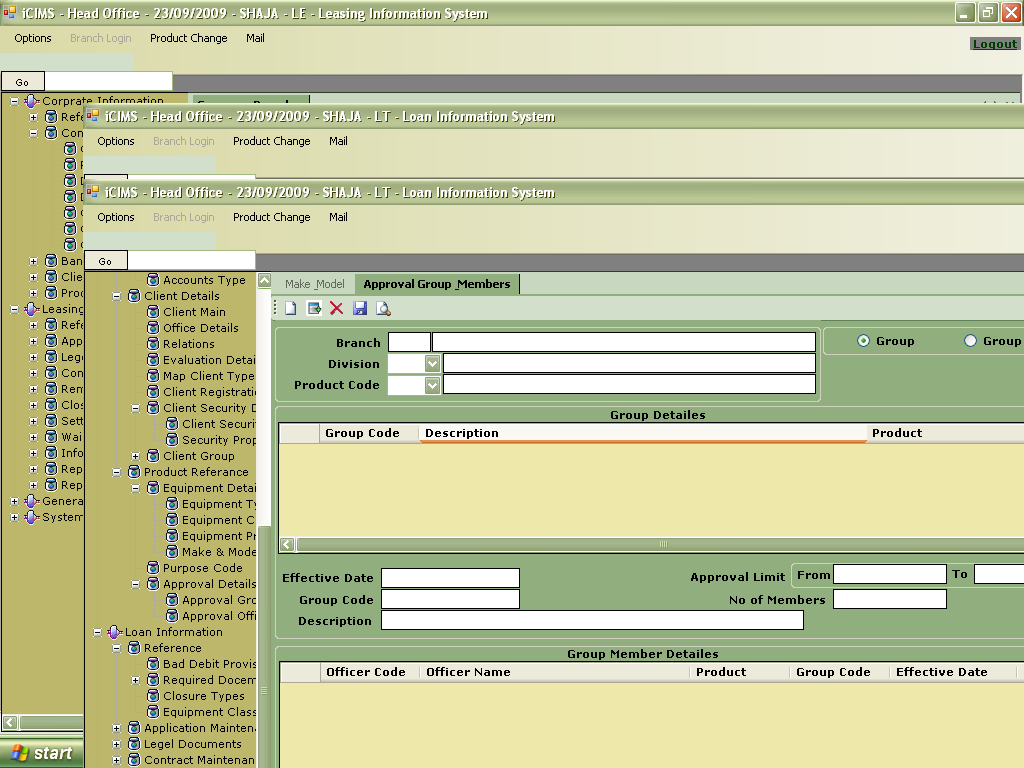 iCIMS - Head Office - 23/09/2009 - SHAJA - LE - Leasing Information System
Options Branch Login Product Change Mail
Logout
Go
Corprate Information
iCIMS - Head Office - 23/09/2009 - SHAJA - LT - Loan Information System
Options Branch Login Product Change Mail
iCIMS - Head Office - 23/09/2009 - SHAJA - LT - Loan Information System
Options Branch Login Product Change Mail
Go
Refe
Con
Ban
Clie
Proc
Leasing
Refe
App
Lega
Con
Ren
Clos
Sett
Wai
Info
Rep
Rep
Genera
System
Accounts Type
Client Details
Client Main
Office Details
Relations
Evaluation Detai
Map Client Type
Client Registrati
Client Security D
Client Securi
Security Prop
Client Group
Product Referance
Equipment Detai
Equipment Ty
Equipment C
Equipment Pr
Make & Mode
Purpose Code
Approval Details
Approval Gro
Approval Offi
Loan Information
Reference
Bad Debit Provis
Required Docem
Closure Types
Equipment Class
Application Mainten
Legel Documents
Contract Maintenan
Make _Model Approval Group _Members
Branch
Division
Product Code
Group Group
Group Detailes
Group Code Description Product
Effective Date
Group Code
Description
Approval Limit From To
No of Members
Group Member Detailes
Officer Code Officer Name Product Group Code Effective Date
start